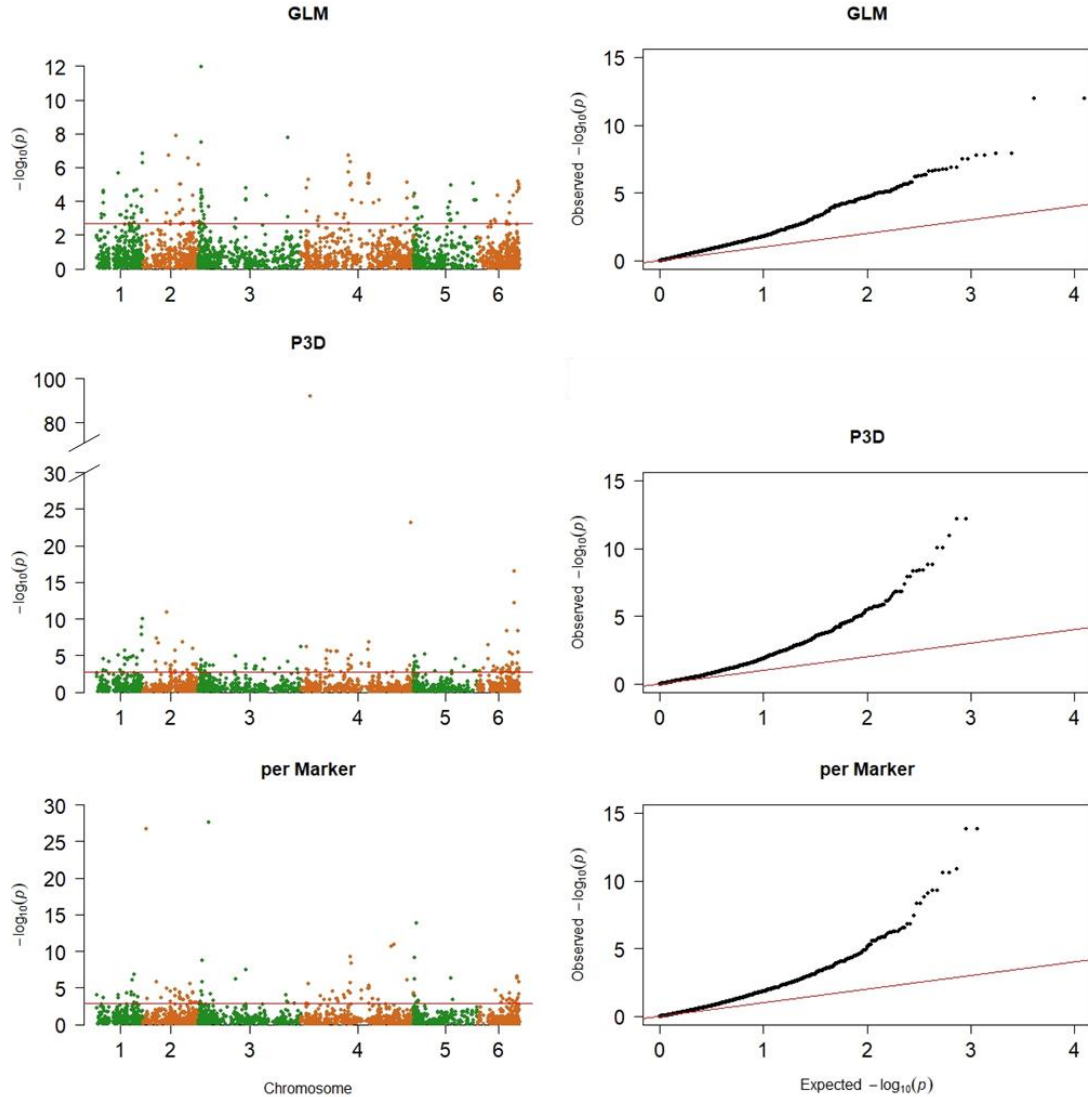 GLM
12
10
8
6
4
2
0
−log₁₀(p)
1 2 3 4 5 6
GLM
15
10
5
0
Observed −log₁₀(p)
0 1 2 3 4
P3D
100
80
30
25
20
15
10
5
0
−log₁₀(p)
1 2 3 4 5 6
P3D
15
10
5
0
Observed −log₁₀(p)
0 1 2 3 4
per Marker
30
25
20
15
10
5
0
−log₁₀(p)
1 2 3 4 5 6
Chromosome
per Marker
15
10
5
0
Observed −log₁₀(p)
0 1 2 3 4
Expected −log₁₀(p)